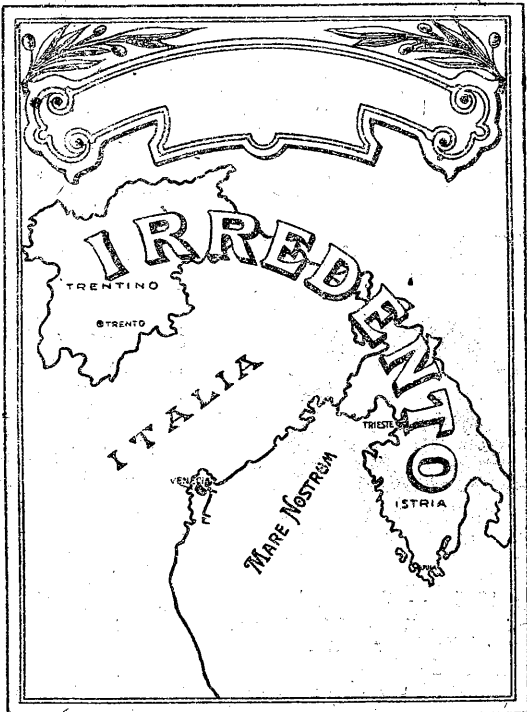 IRREDENTO
TRENTINO
TRENTO
ITALIA
TRIESTE
VENEZIA
MARE NOSTRUM
ISTRIA